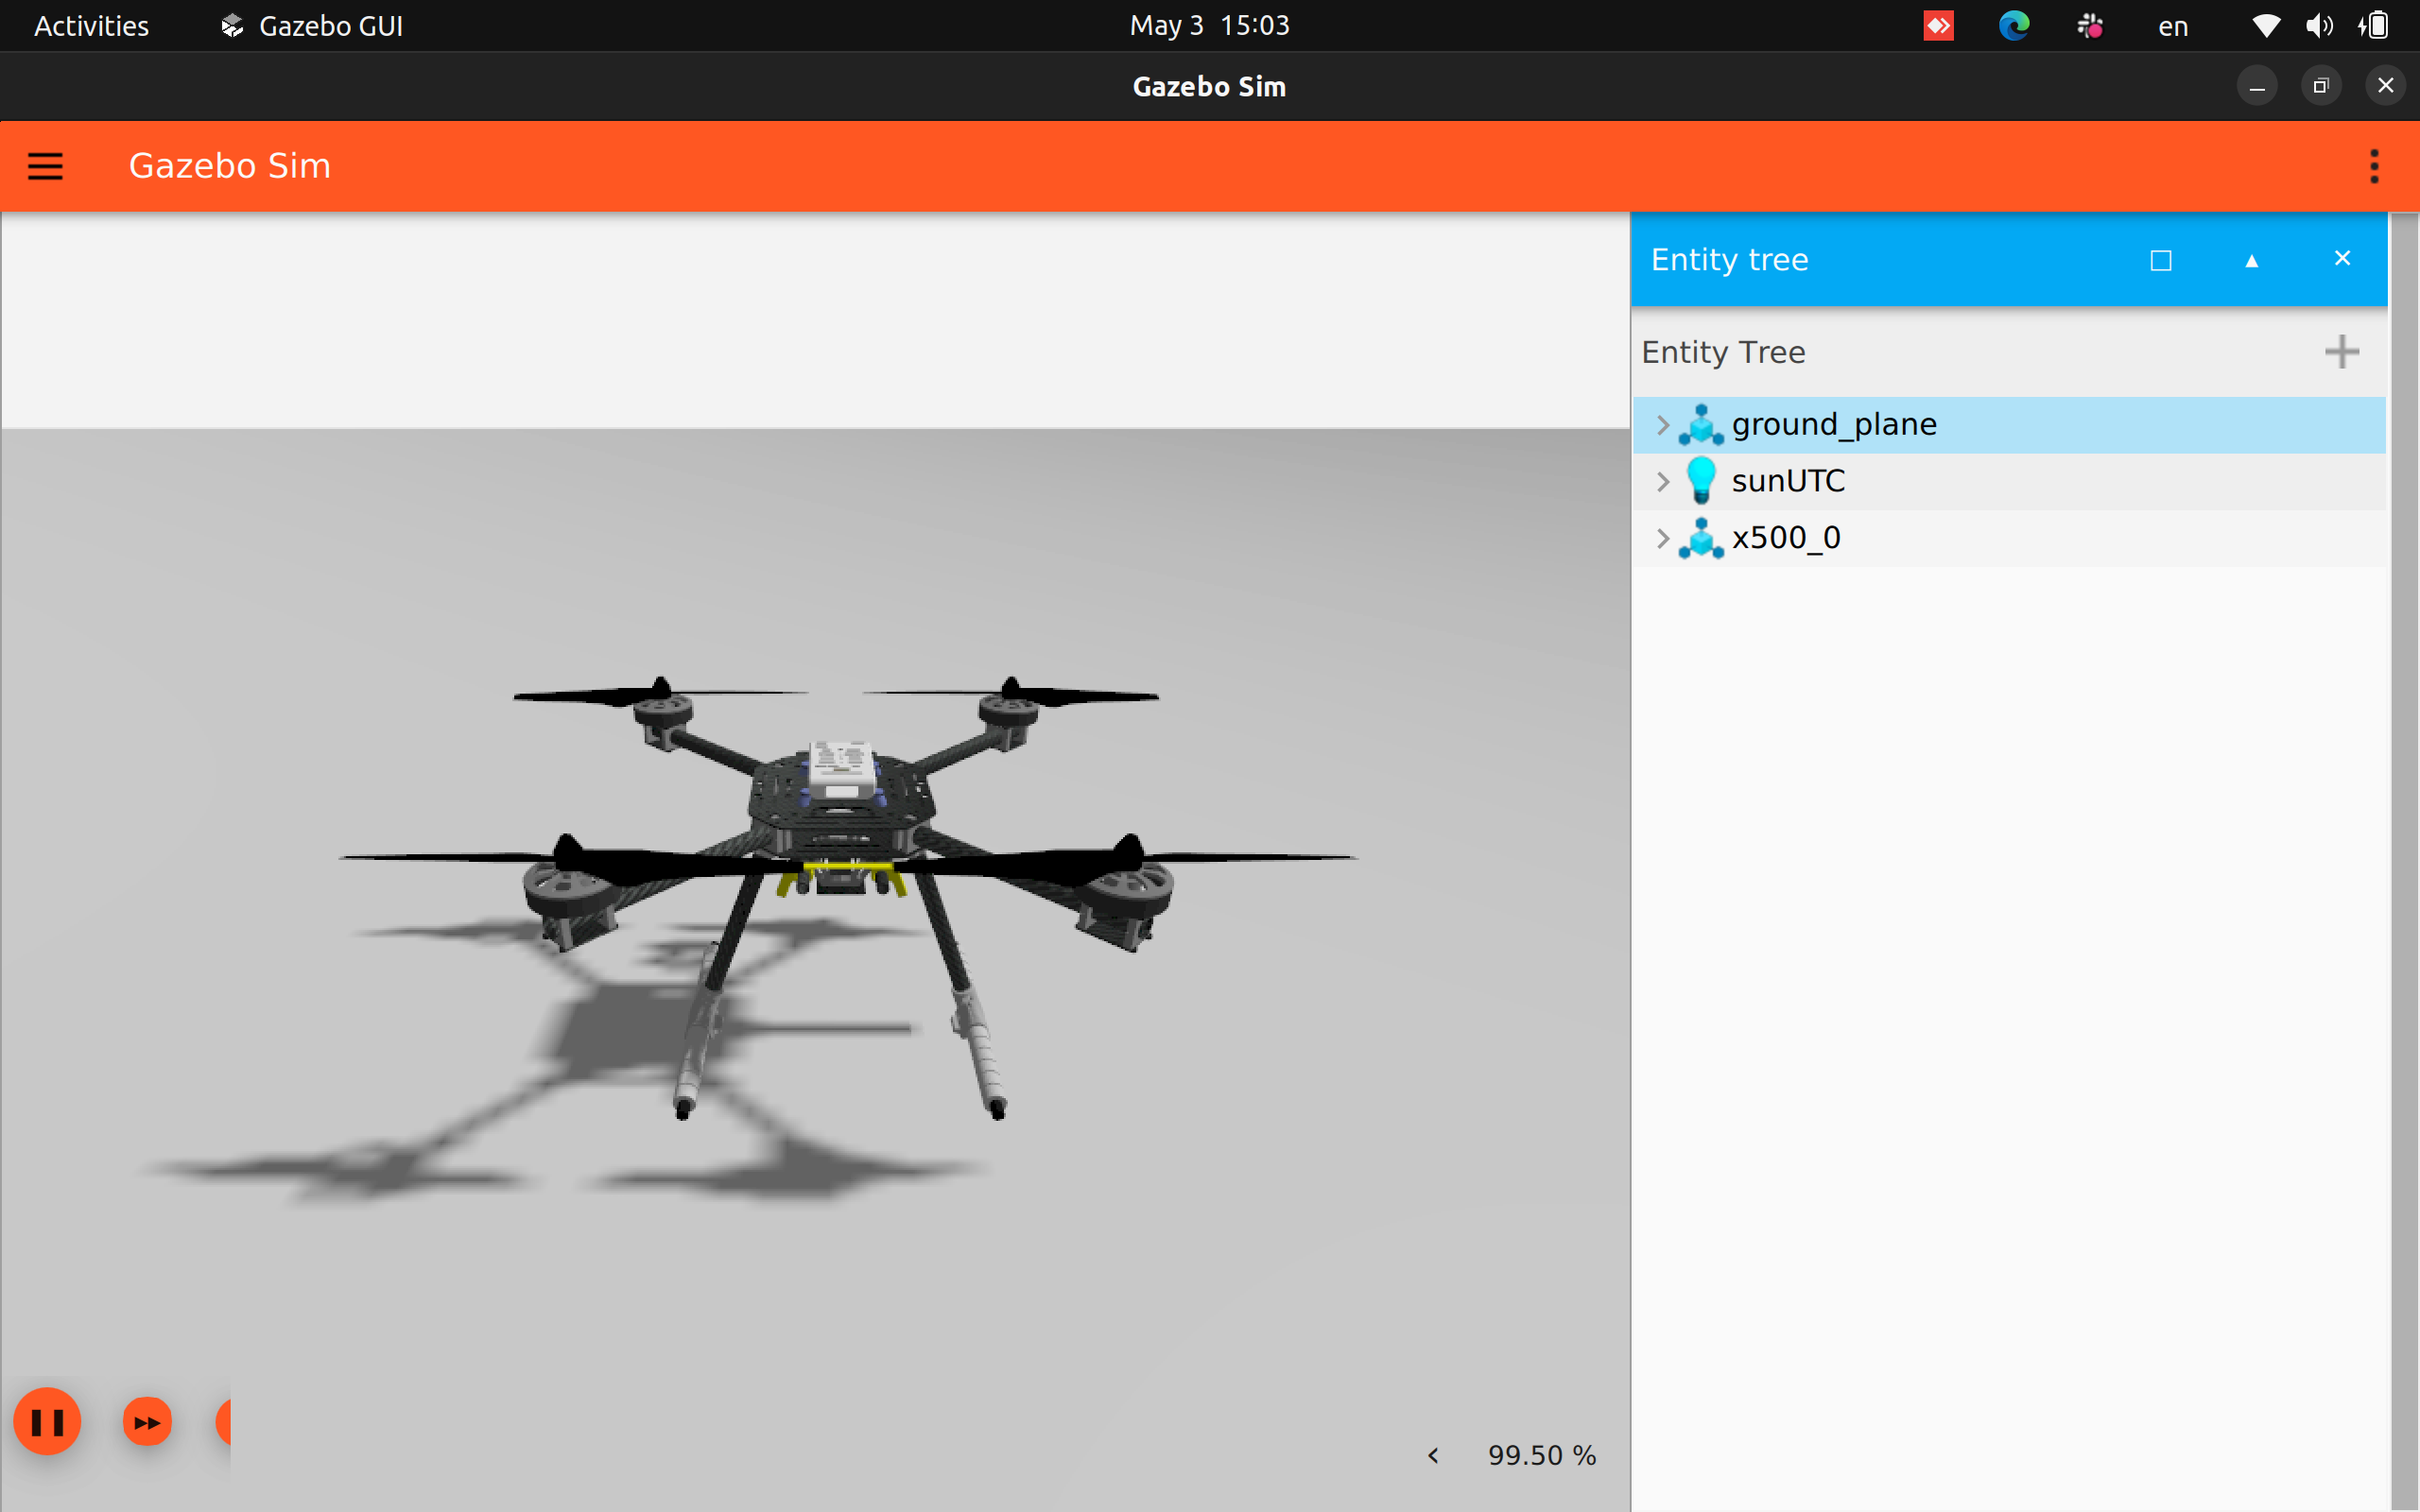 Activities Gazebo GUI May 3 15:03 en
Gazebo Sim
Gazebo Sim
Entity tree
Entity Tree
ground_plane
sunUTC
x500_0
99.50 %